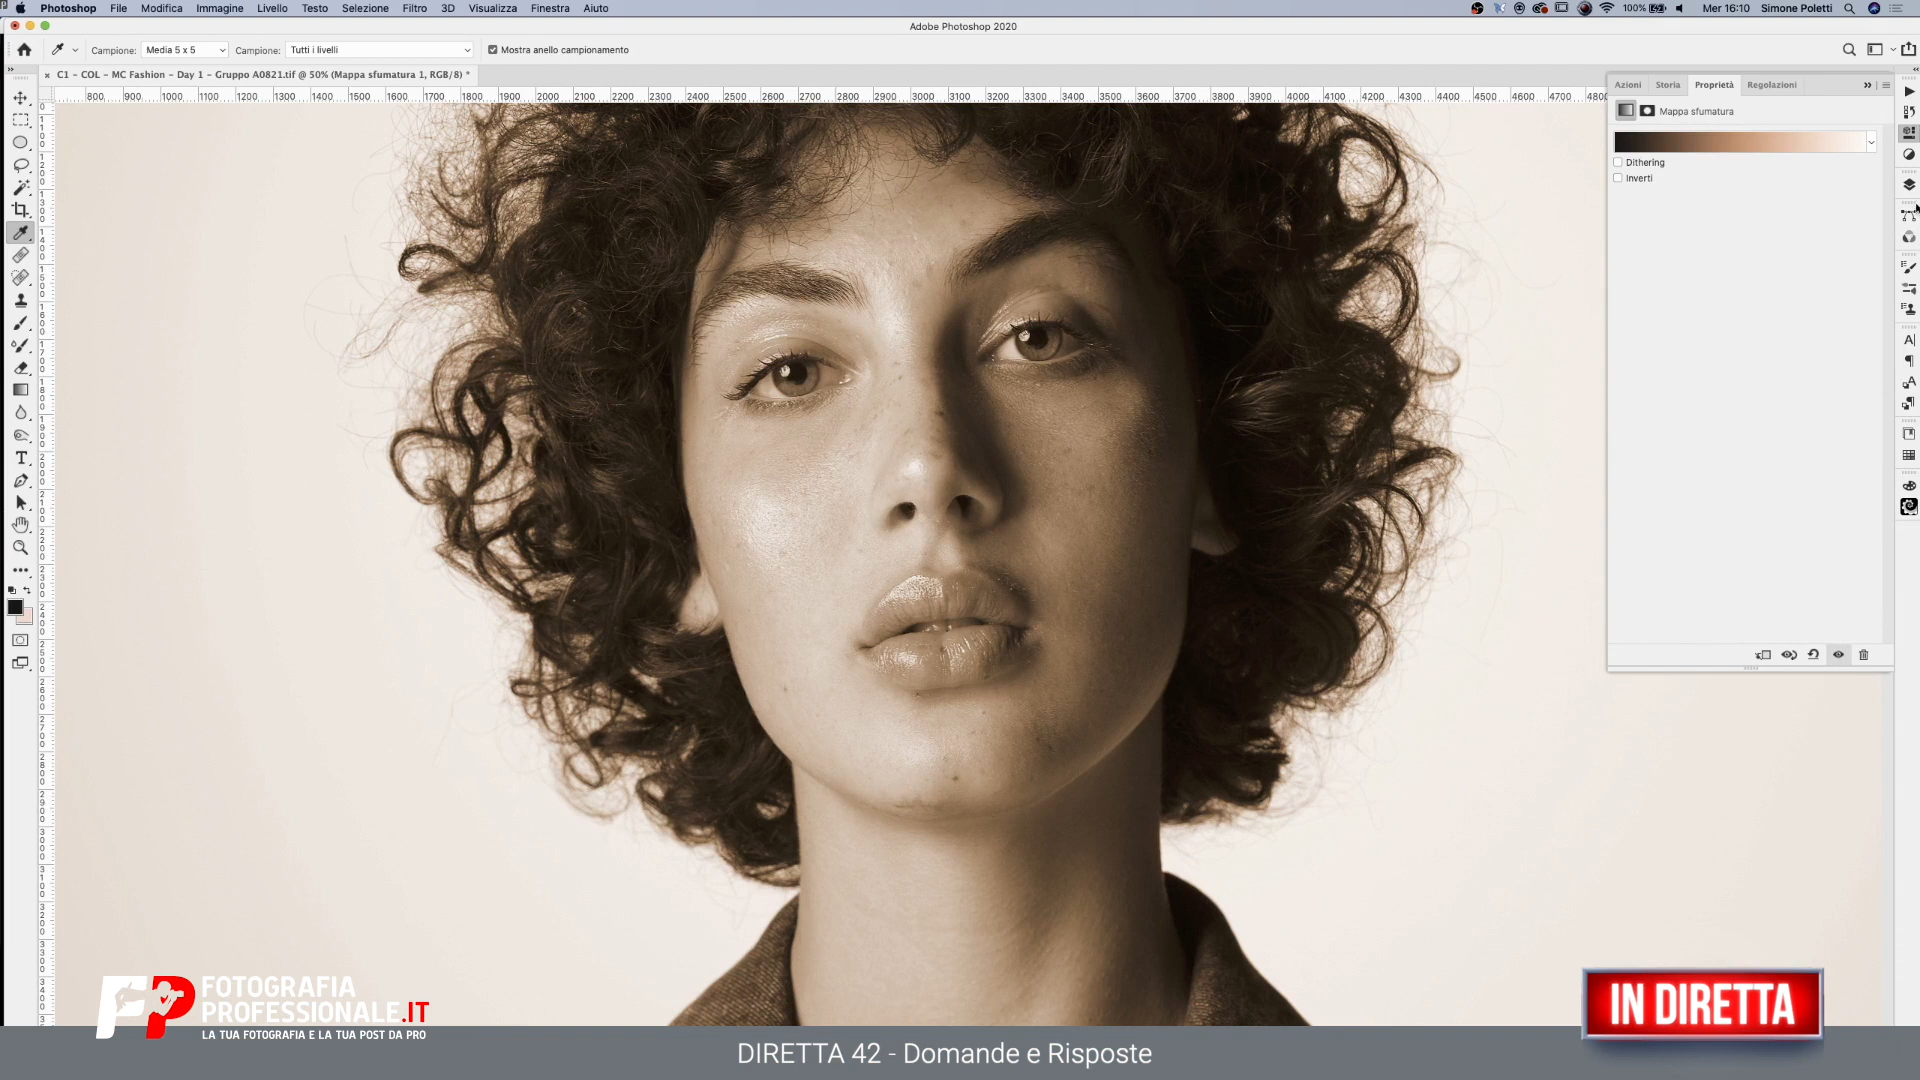 Photoshop File Modifica Immagine Livello Testo Selezione Filtro 3D Visualizza Finestra Aiuto 100% Mer 16:10 Simone Poletti
Adobe Photoshop 2020
Campione: Media 5 x 5 Campione: Tutti i livelli Mostra anello campionamento
× C1 - COL - MC Fashion - Day 1 - Gruppo A0821.tif @ 50% (Mappa sfumatura 1, RGB/8) *
800 900 1000 1100 1200 1300 1400 1500 1600 1700 1800 1900 2000 2100 2200 2300 2400 2500 2600 2700 2800 2900 3000 3100 3200 3300 3400 3500 3600 3700 3800 3900 4000 4100 4200 4300 4400 4500 4600 4700 4800
Azioni Storia Proprietà Regolazioni
Mappa sfumatura
Dithering
Inverti
FOTOGRAFIA
PROFESSIONALE.IT
LA TUA FOTOGRAFIA E LA TUA POST DA PRO
IN DIRETTA
DIRETTA 42 - Domande e Risposte